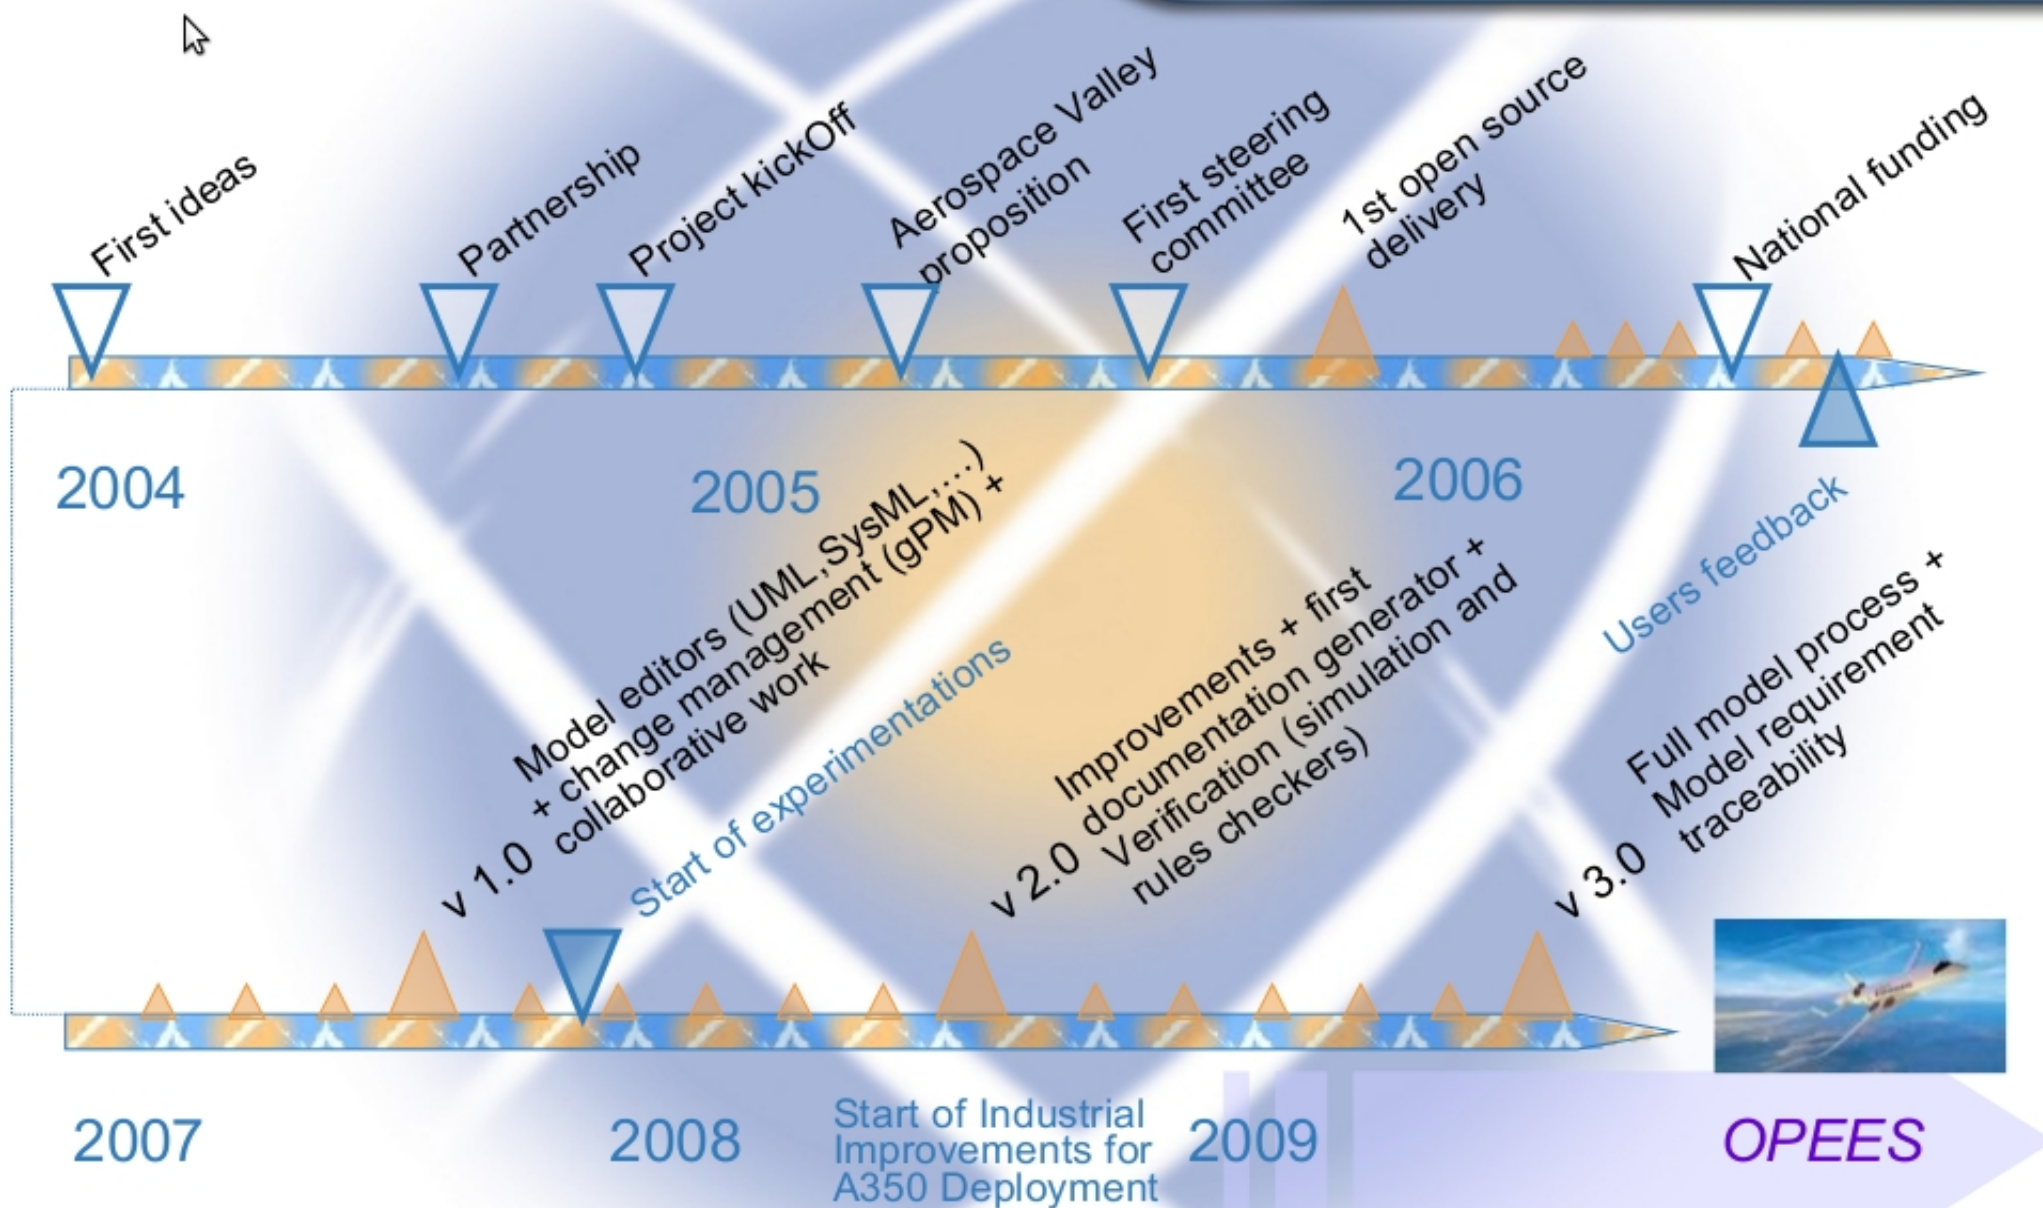 First ideas
Partnership
Project kickOff
Aerospace Valley
proposition
First steering
committee
1st open source
delivery
National funding
2004
2005
2006
Users feedback
v 1.0
Model editors (UML,SysML,...)
+ change management (gPM) +
collaborative work
Start of experimentations
v 2.0
Improvements + first
documentation generator +
Verification (simulation and
rules checkers)
v 3.0
Full model process +
Model requirement
traceability
2007
2008
Start of Industrial
Improvements for
A350 Deployment
2009
OPEES